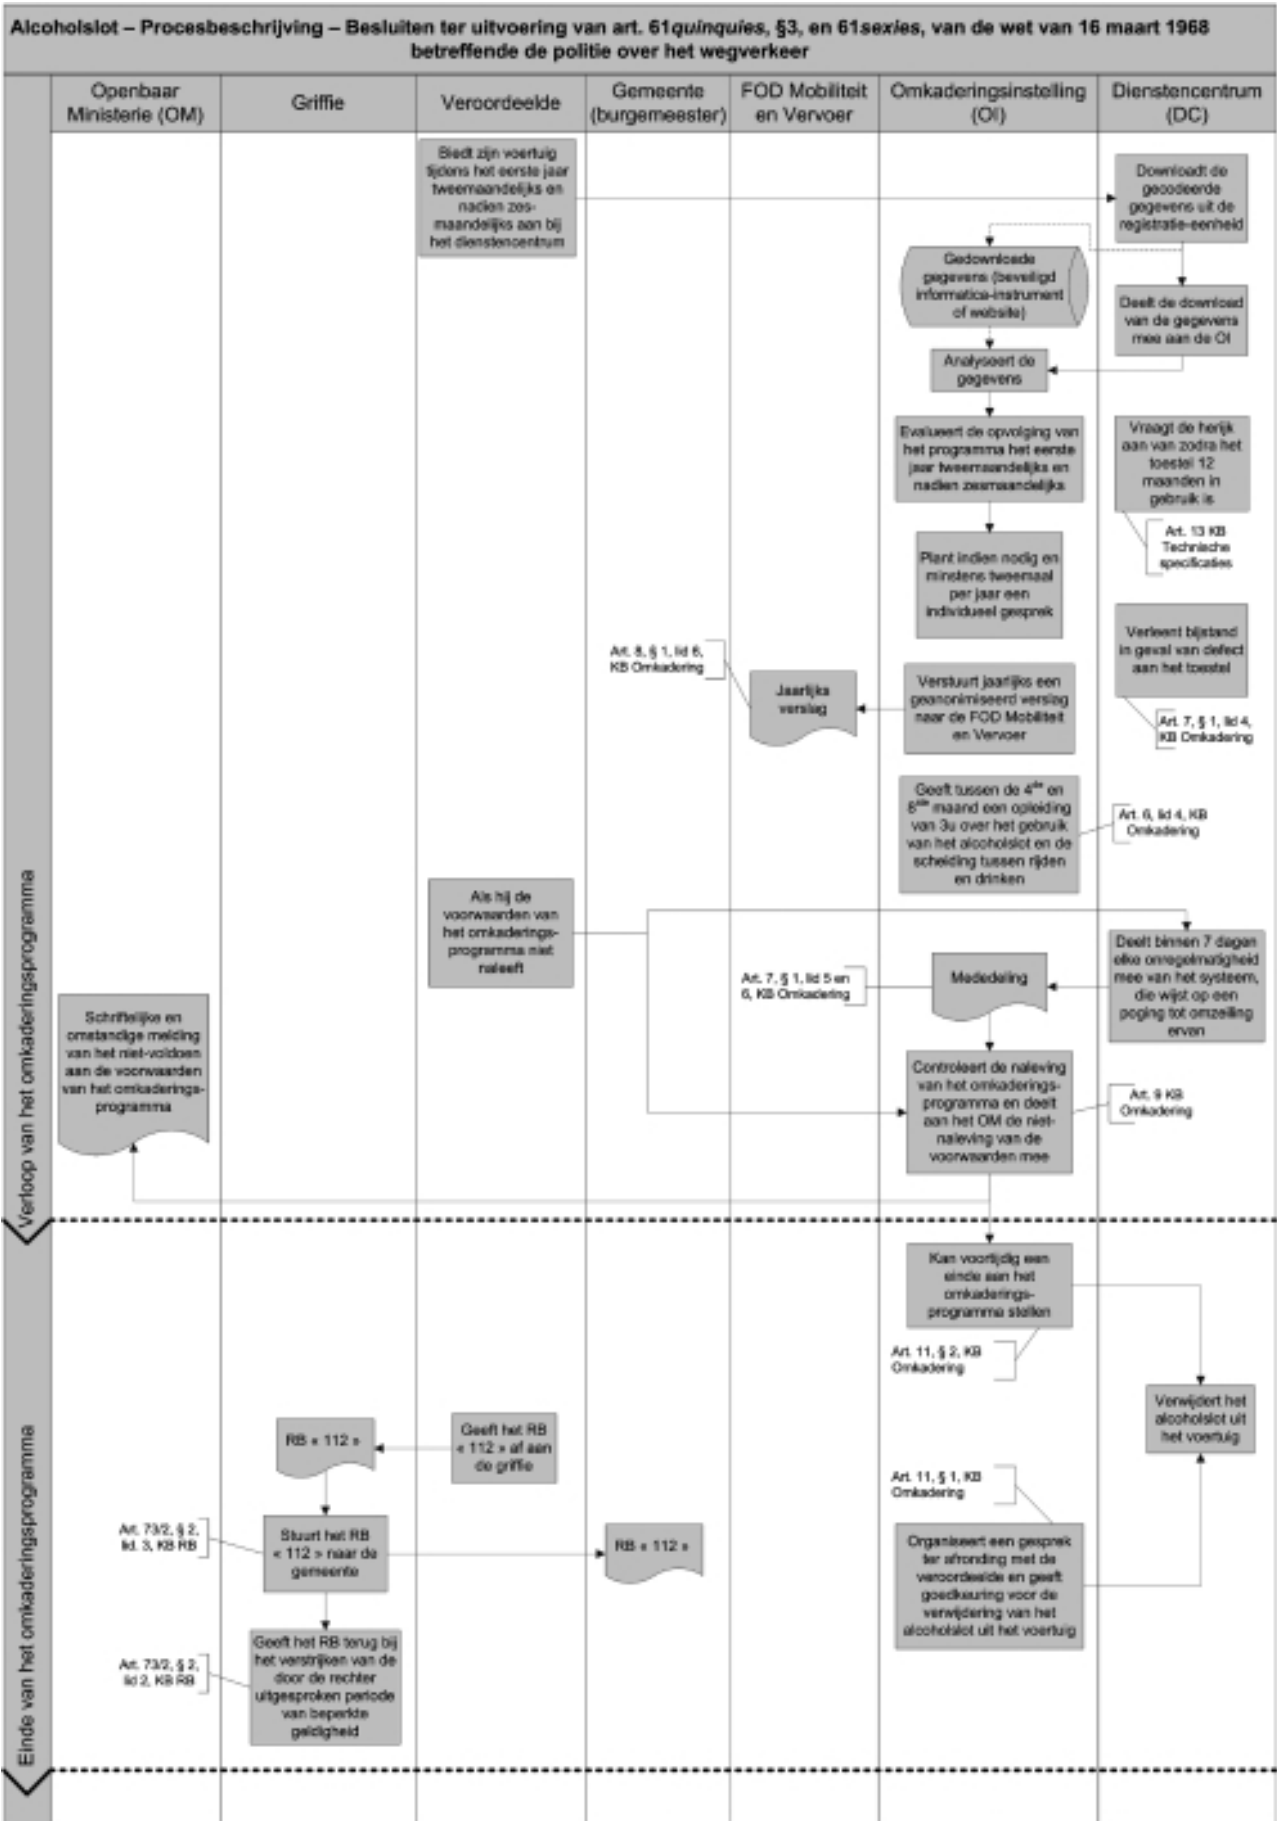 Alcoholslot – Procesbeschrijving – Besluiten ter uitvoering van art. 61quinquies, §3, en 61sexies, van de wet van 16 maart 1968
betreffende de politie over het wegverkeer
Openbaar
Ministerie (OM)
Griffie
Veroordeelde
Gemeente
(burgemeester)
FOD Mobiliteit
en Vervoer
Omkaderingsinstelling
(OI)
Dienstencentrum
(DC)
Verloop van het omkaderingsprogramma
Biedt zijn voertuig
tijdens het eerste jaar
tweemaandelijks en
nadien zes-
maandelijks aan bij
het dienstencentrum
Downloadt de
gecodeerde
gegevens uit de
registratie-eenheid
Gedownloade
gegevens (beveiligd
informatica-instrument
of website)
Deelt de download
van de gegevens
mee aan de OI
Analyseert de
gegevens
Evalueert de opvolging van
het programma het eerste
jaar tweemaandelijks en
nadien zesmaandelijks
Vraagt de herijk
aan van zodra het
toestel 12
maanden in
gebruik is
Art. 13 KB
Technische
specificaties
Plant indien nodig en
minstens tweemaal
per jaar een
individueel gesprek
Verleent bijstand
in geval van defect
aan het toestel
Art. 7, § 1, lid 4,
KB Omkadering
Art. 8, § 1, lid 6,
KB Omkadering
Jaarlijks
verslag
Verstuurt jaarlijks een
geanonimiseerd verslag
naar de FOD Mobiliteit
en Vervoer
Geeft tussen de 4de en
8ste maand een opleiding
van 3u over het gebruik
van het alcoholslot en de
scheiding tussen rijden
en drinken
Art. 6, lid 4, KB
Omkadering
Als hij de
voorwaarden van
het omkaderings-
programma niet
naleeft
Deelt binnen 7 dagen
elke onregelmatigheid
mee van het systeem,
die wijst op een
poging tot omzeiling
ervan
Art. 7, § 1, lid 5 en
6, KB Omkadering
Mededeling
Schriftelijke en
omstandige melding
van het niet-voldoen
aan de voorwaarden
van het omkaderings-
programma
Controleert de naleving
van het omkaderings-
programma en deelt
aan het OM de niet-
naleving van de
voorwaarden mee
Art. 9 KB
Omkadering
Einde van het omkaderingsprogramma
Kan voortijdig een
einde aan het
omkaderings-
programma stellen
Art. 11, § 2, KB
Omkadering
Verwijdert het
alcoholslot uit
het voertuig
RB « 112 »
Geeft het RB
« 112 » af aan
de griffie
Art. 11, § 1, KB
Omkadering
Art. 73/2, § 2,
lid. 3, KB RB
Stuurt het RB
« 112 » naar de
gemeente
RB « 112 »
Organiseert een gesprek
ter afronding met de
veroordeelde en geeft
goedkeuring voor de
verwijdering van het
alcoholslot uit het voertuig
Art. 73/2, § 2,
lid 2, KB RB
Geeft het RB terug bij
het verstrijken van de
door de rechter
uitgesproken periode
van beperkte
geldigheid